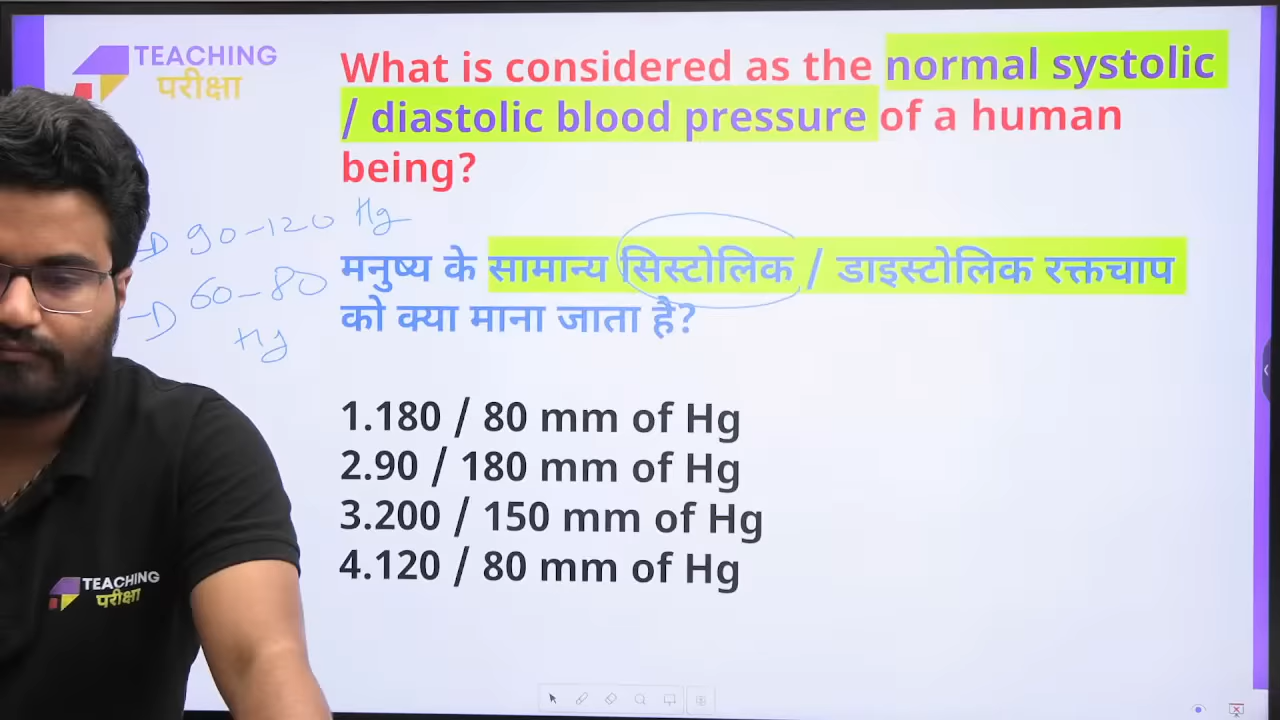 TEACHING
परीक्षा
What is considered as the normal systolic
/ diastolic blood pressure of a human
being?
90-120 Hg
60-80
Hg
मनुष्य के सामान्य सिस्टोलिक / डाइस्टोलिक रक्तचाप
को क्या माना जाता है?
1.180 / 80 mm of Hg
2.90 / 180 mm of Hg
3.200 / 150 mm of Hg
4.120 / 80 mm of Hg
TEACHING
परीक्षा